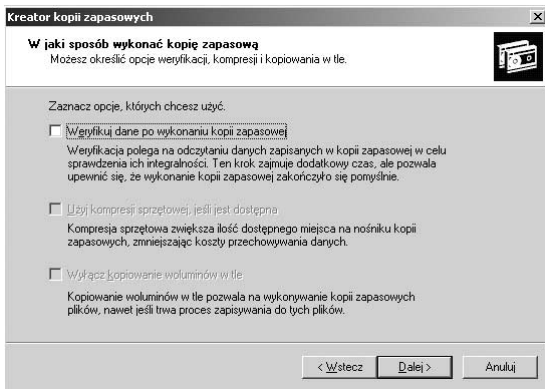 Kreator kopii zapasowych
W jaki sposób wykonać kopię zapasową
Możesz określić opcje weryfikacji, kompresji i kopiowania w tle.
Zaznacz opcje, których chcesz użyć.
Weryfikuj dane po wykonaniu kopii zapasowej
Weryfikacja polega na odczytaniu danych zapisanych w kopii zapasowej w celu
sprawdzenia ich integralności. Ten krok zajmuje dodatkowy czas, ale pozwala
upewnić się, że wykonanie kopii zapasowej zakończyło się pomyślnie.
Użyj kompresji sprzętowej, jeśli jest dostępna
Kompresja sprzętowa zwiększa ilość dostępnego miejsca na nośniku kopii
zapasowych, zmniejszając koszty przechowywania danych.
Wyłącz kopiowanie woluminów w tle
Kopiowanie woluminów w tle pozwala na wykonywanie kopii zapasowych
plików, nawet jeśli trwa proces zapisywania do tych plików.
< Wstecz Dalej > Anuluj